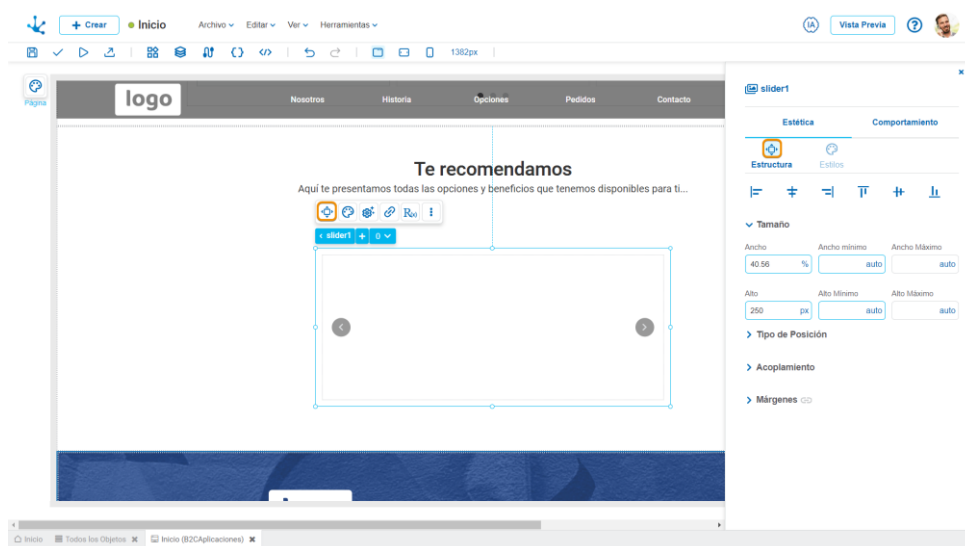 + Crear
Inicio
Archivo
Editar
Ver
Herramientas
IA
Vista Previa
?
1382px
Página
logo
Nosotros
Historia
Opciones
Pedidos
Contacto
Te recomendamos
Aquí te presentamos todas las opciones y beneficios que tenemos disponibles para ti...
R(x)
slider1
+
0
slider1
Estética
Comportamiento
Estructura
Estilos
Tamaño
Ancho
Ancho mínimo
Ancho Máximo
40.56 %
auto
auto
Alto
Alto Mínimo
Alto Máximo
250 px
auto
auto
Tipo de Posición
Acoplamiento
Márgenes
Inicio
Todos los Objetos
Inicio (B2CAplicaciones)